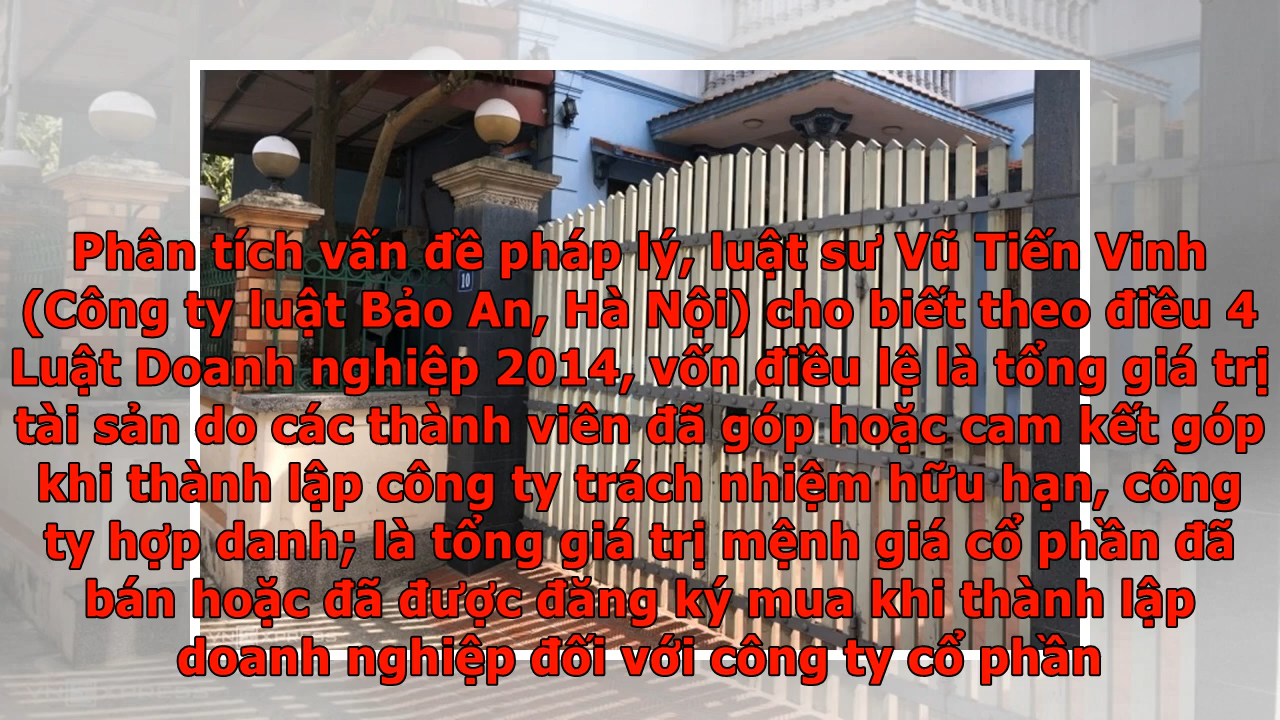 10
Phân tích vấn đề pháp lý, luật sư Vũ Tiến Vinh
(Công ty luật Bảo An, Hà Nội) cho biết theo điều 4
Luật Doanh nghiệp 2014, vốn điều lệ là tổng giá trị
tài sản do các thành viên đã góp hoặc cam kết góp
khi thành lập công ty trách nhiệm hữu hạn, công
ty hợp danh; là tổng giá trị mệnh giá cổ phần đã
bán hoặc đã được đăng ký mua khi thành lập
doanh nghiệp đối với công ty cổ phần